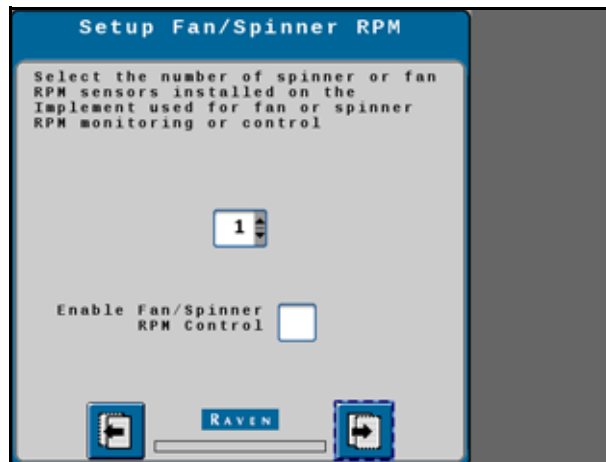 Setup Fan/Spinner RPM
Select the number of spinner or fan
RPM sensors installed on the
Implement used for fan or spinner
RPM monitoring or control
1
Enable Fan/Spinner
RPM Control
RAVEN